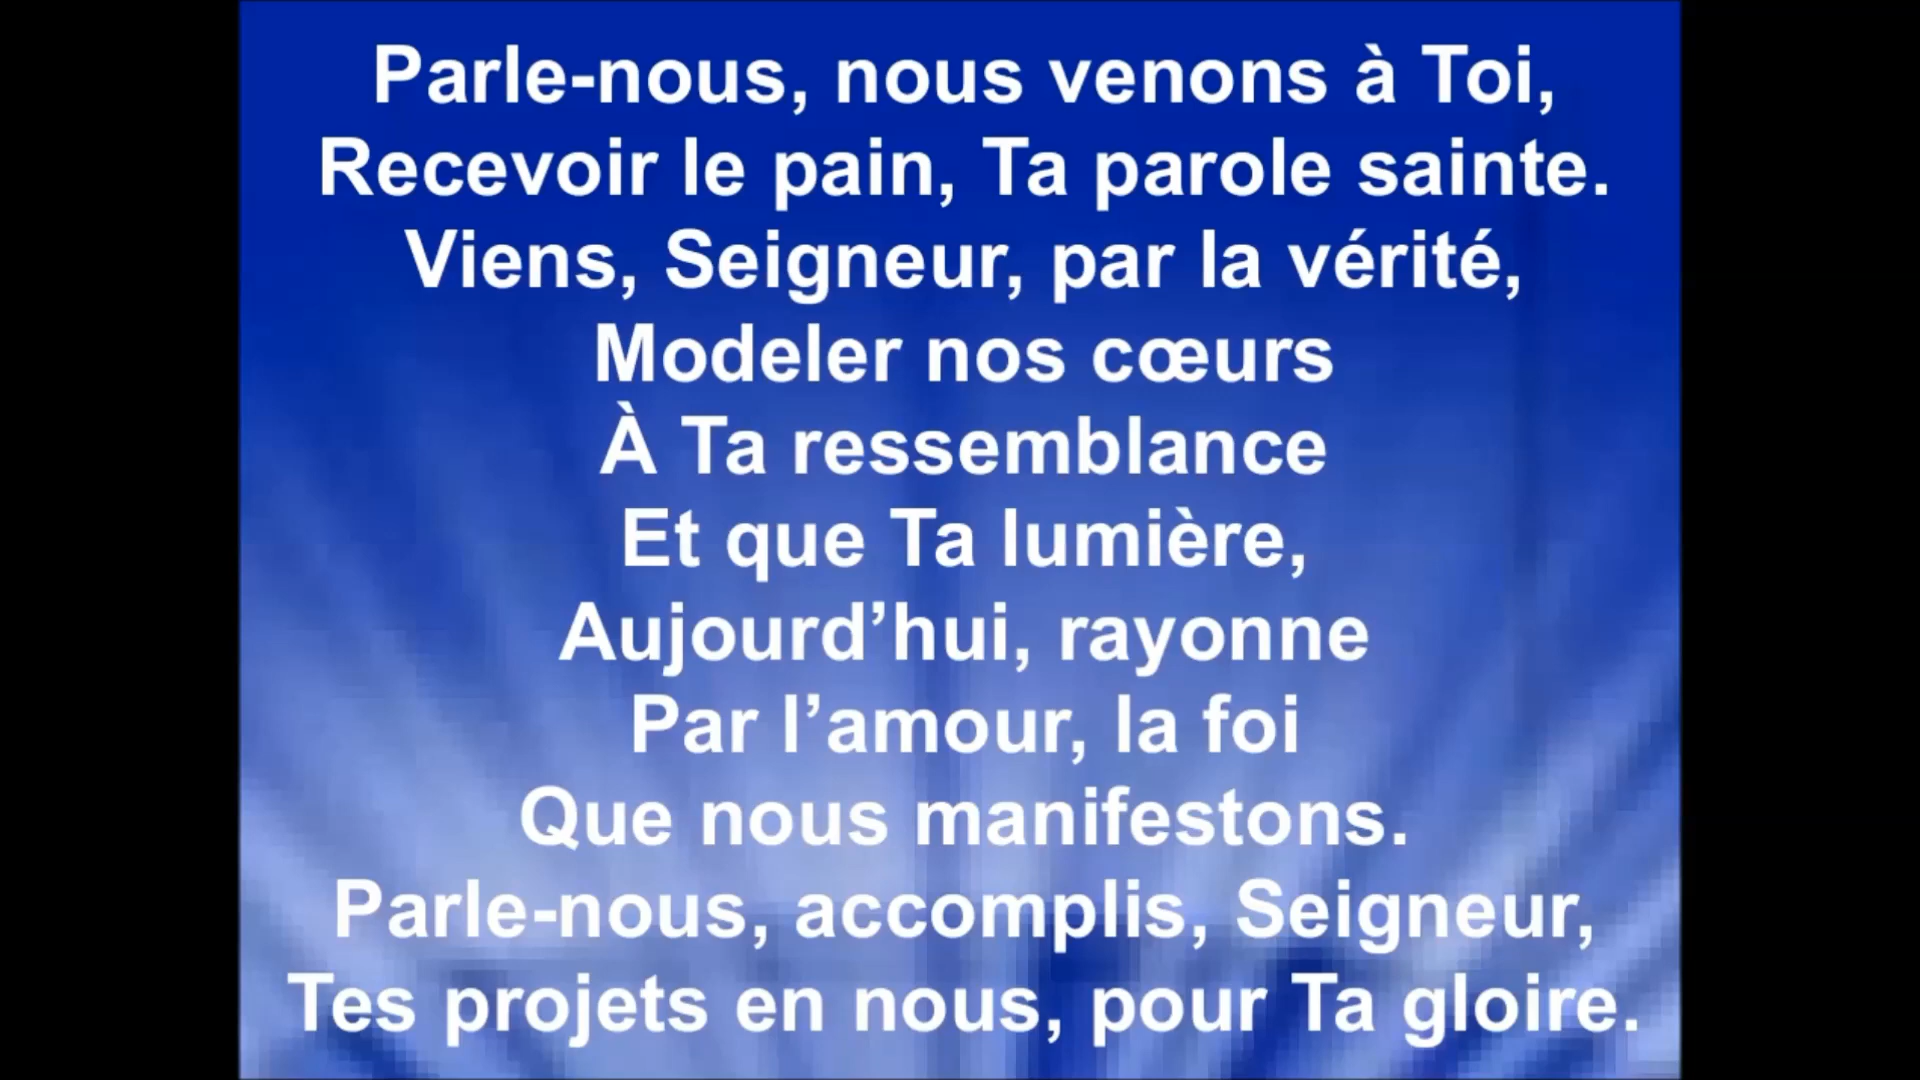 Parle-nous, nous venons à Toi,
Recevoir le pain, Ta parole sainte.
Viens, Seigneur, par la vérité,
Modeler nos cœurs
À Ta ressemblance
Et que Ta lumière,
Aujourd’hui, rayonne
Par l’amour, la foi
Que nous manifestons.
Parle-nous, accomplis, Seigneur,
Tes projets en nous, pour Ta gloire.